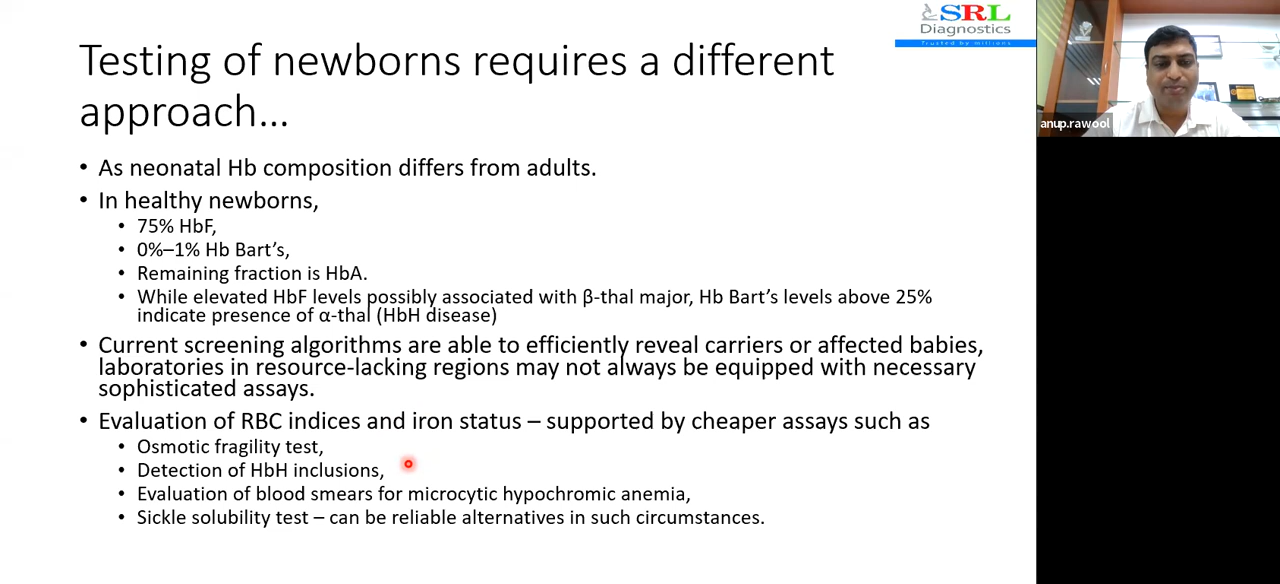 SRL
Diagnostics
Trusted by millions
anup.rawool
Testing of newborns requires a different
approach...
• As neonatal Hb composition differs from adults.
• In healthy newborns,
• 75% HbF,
• 0%–1% Hb Bart's,
• Remaining fraction is HbA.
• While elevated HbF levels possibly associated with β-thal major, Hb Bart's levels above 25%
indicate presence of α-thal (HbH disease)
• Current screening algorithms are able to efficiently reveal carriers or affected babies,
laboratories in resource-lacking regions may not always be equipped with necessary
sophisticated assays.
• Evaluation of RBC indices and iron status – supported by cheaper assays such as
• Osmotic fragility test,
• Detection of HbH inclusions,
• Evaluation of blood smears for microcytic hypochromic anemia,
• Sickle solubility test – can be reliable alternatives in such circumstances.